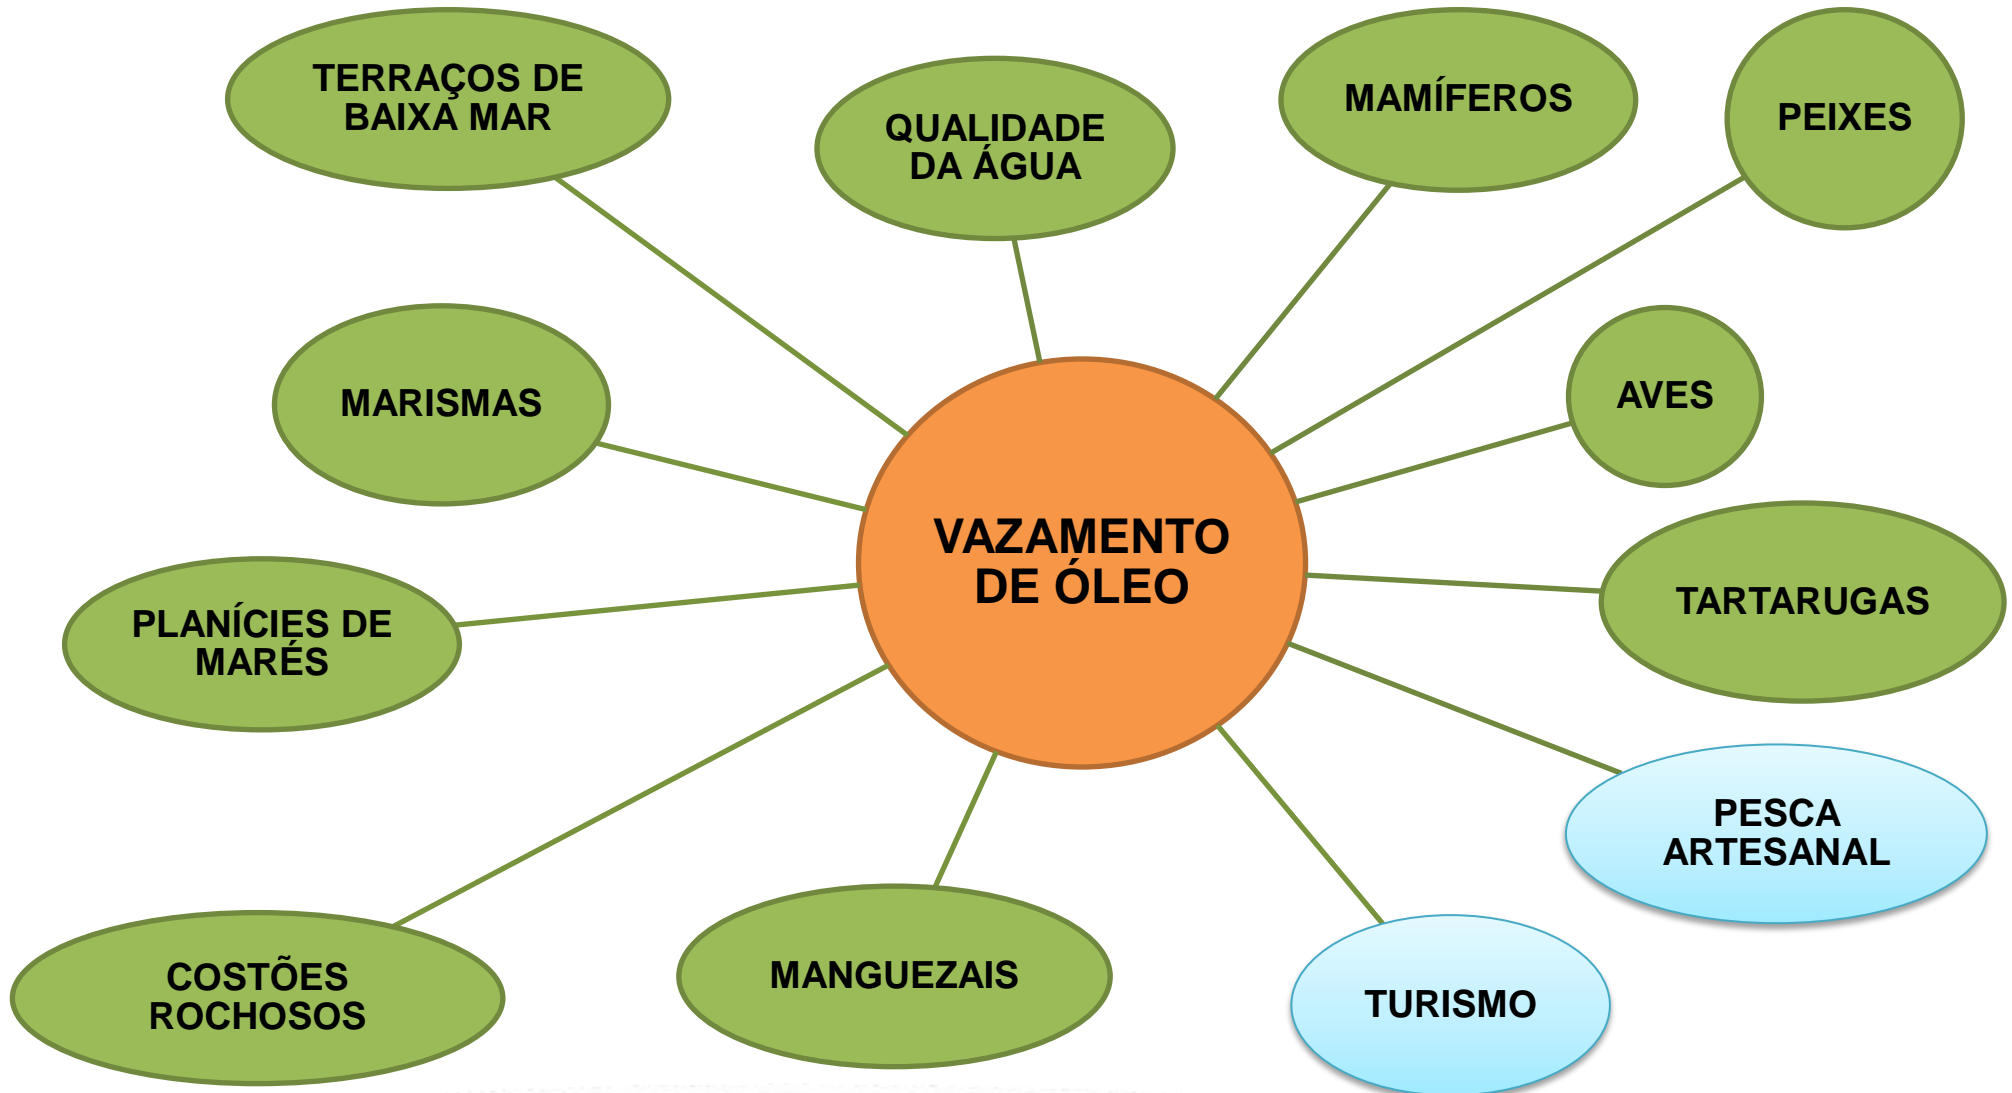 TERRAÇOS DE
BAIXA MAR
QUALIDADE
DA ÁGUA
MAMÍFEROS
PEIXES
MARISMAS
AVES
VAZAMENTO
DE ÓLEO
PLANÍCIES DE
MARÉS
TARTARUGAS
PESCA
ARTESANAL
COSTÕES
ROCHOSOS
MANGUEZAIS
TURISMO